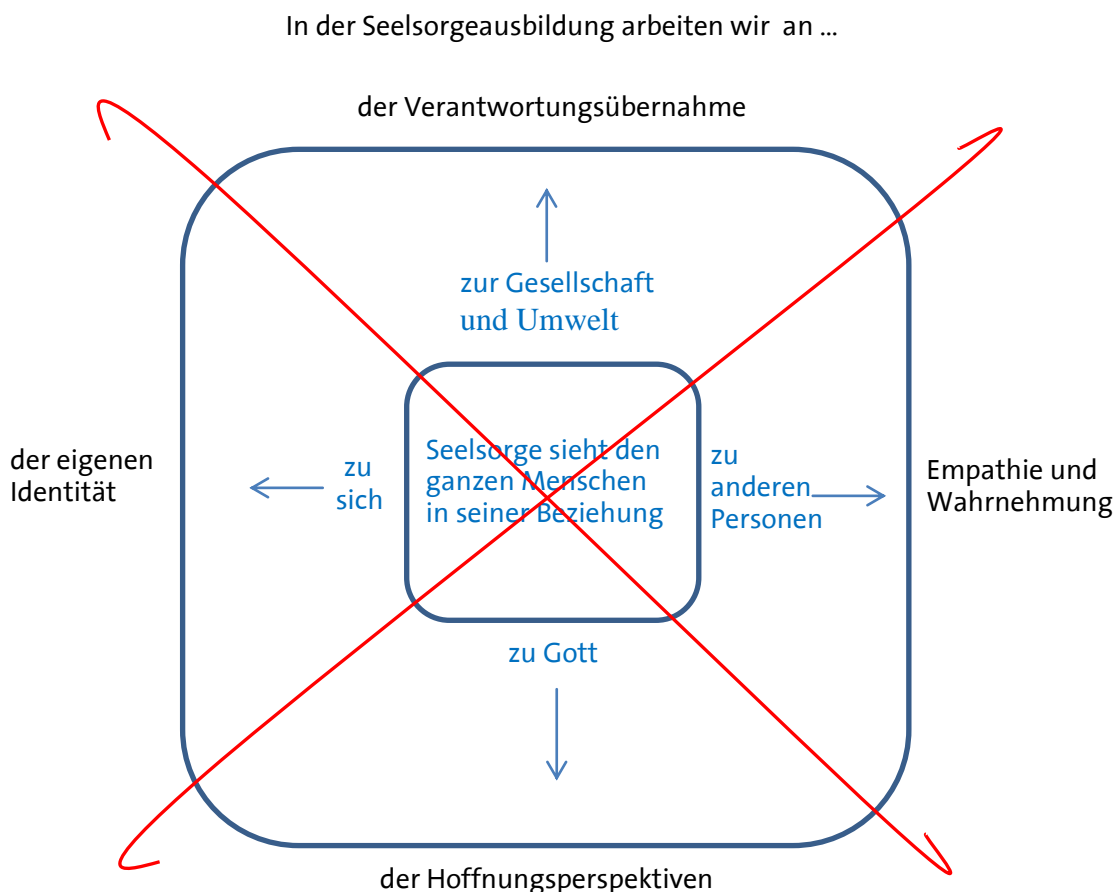 In der Seelsorgeausbildung arbeiten wir an ...
der Verantwortungsübernahme
zur Gesellschaft
und Umwelt
der eigenen
Identität
zu
sich
Seelsorge sieht den
ganzen Menschen
in seiner Beziehung
zu
anderen
Personen
Empathie und
Wahrnehmung
zu Gott
der Hoffnungsperspektiven